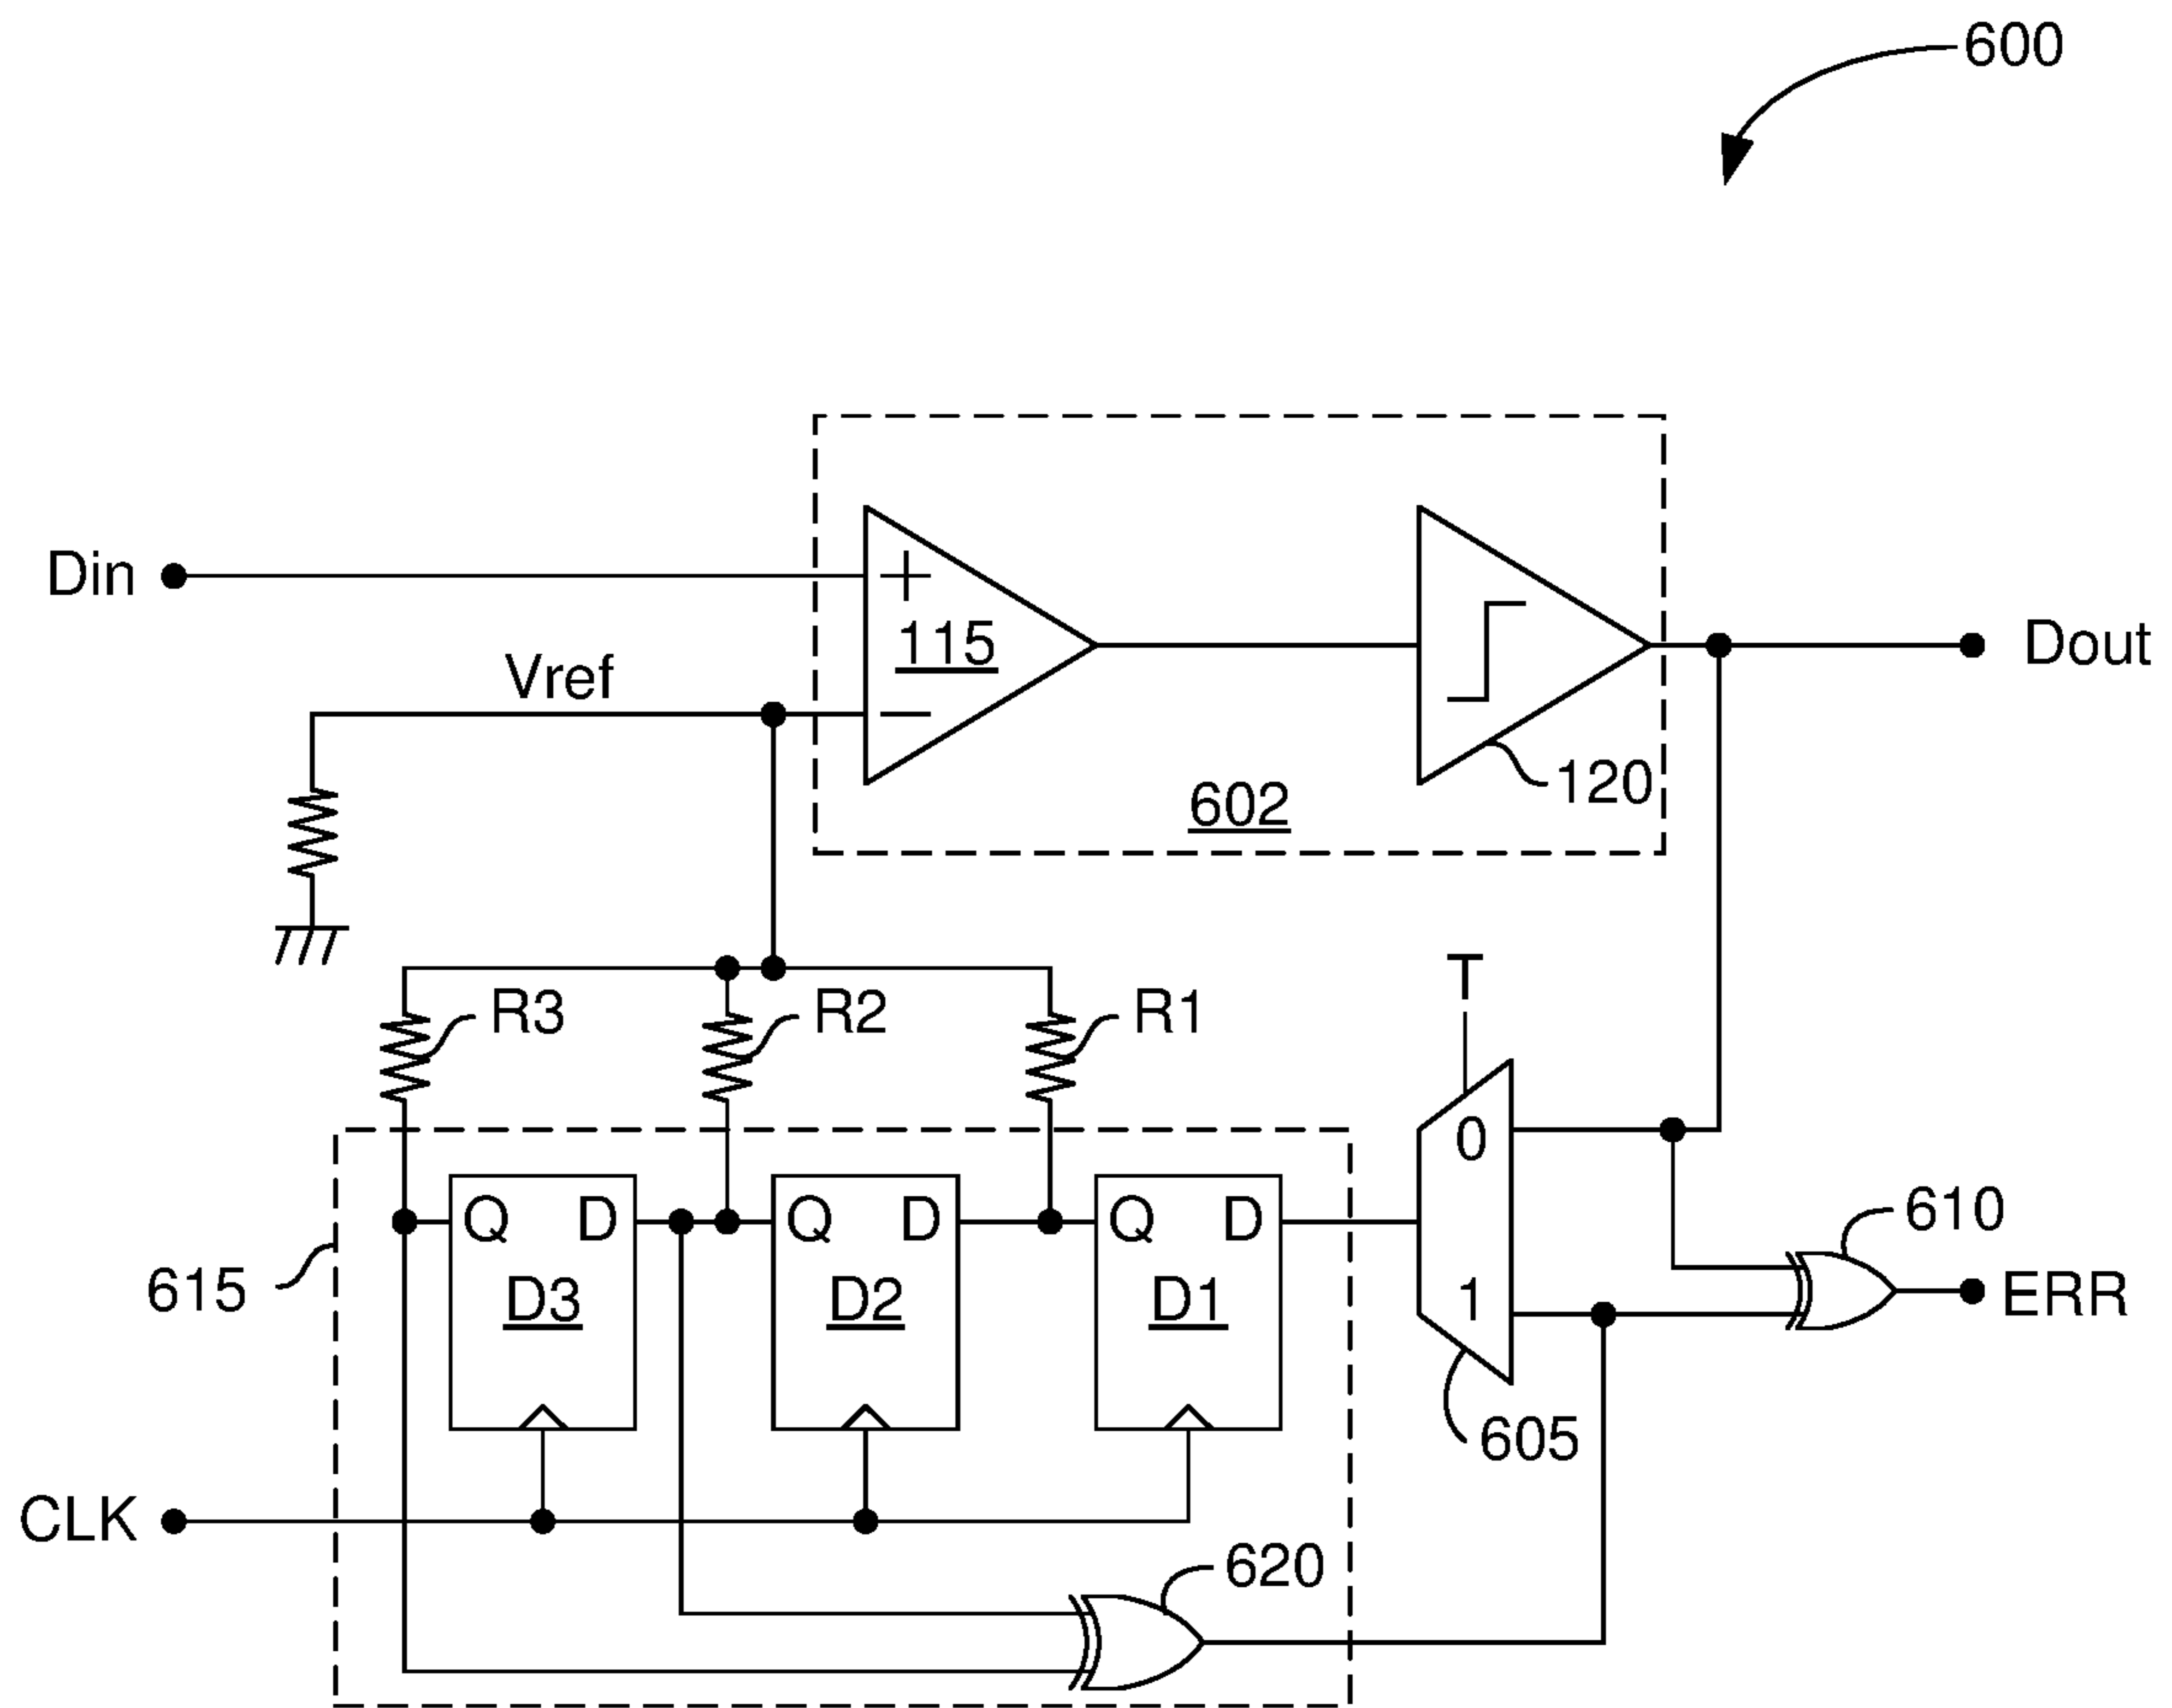 600
Din
+
115
Vref
−
Dout
120
602
T
R3
R2
R1
0
Q D
Q D
Q D
610
615
D3
D2
D1
1
ERR
605
CLK
620